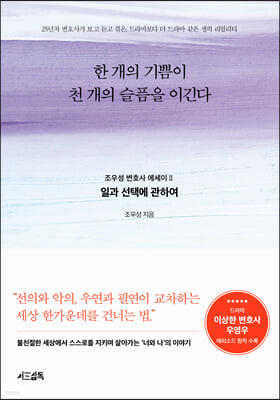 25년차 변호사가 보고 듣고 겪은, 드라마보다 더 드라마 같은 생의 리얼리티
한 개의 기쁨이
천 개의 슬픔을 이긴다
조우성 변호사 에세이 II
일과 선택에 관하여
조우성 지음
“선의와 악의, 우연과 필연이 교차하는
세상 한가운데를 건너는 법.”
불친절한 세상에서 스스로를 지키며 살아가는 ‘너와 나’의 이야기
★★★★★
드라마
이상한 변호사
우영우
에피소드 원작 수록
서삼독